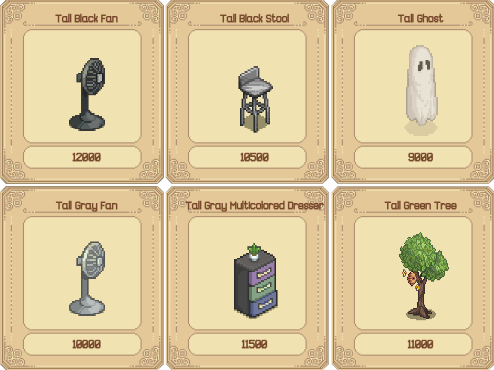 Tall Black Fan
12000
Tall Black Stool
10500
Tall Ghost
9000
Tall Gray Fan
10000
Tall Gray Multicolored Dresser
11500
Tall Green Tree
11000